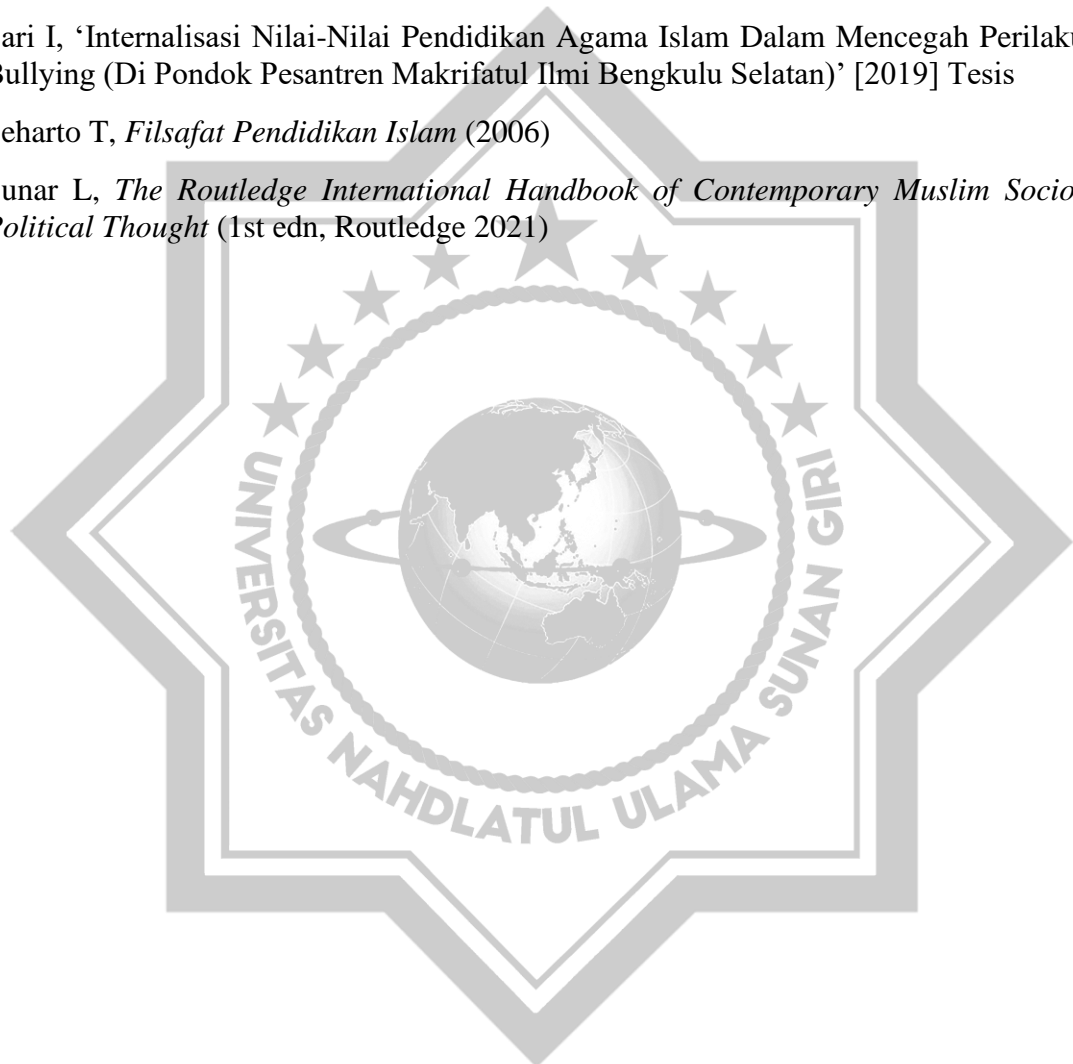 ari I, ‘Internalisasi Nilai-Nilai Pendidikan Agama Islam Dalam Mencegah Perilaku
Bullying (Di Pondok Pesantren Makrifatul Ilmi Bengkulu Selatan)’ [2019] Tesis
eharto T, Filsafat Pendidikan Islam (2006)
unar L, The Routledge International Handbook of Contemporary Muslim Socio
Political Thought (1st edn, Routledge 2021)
UNIVERSITAS NAHDLATUL ULAMA SUNAN GIRI